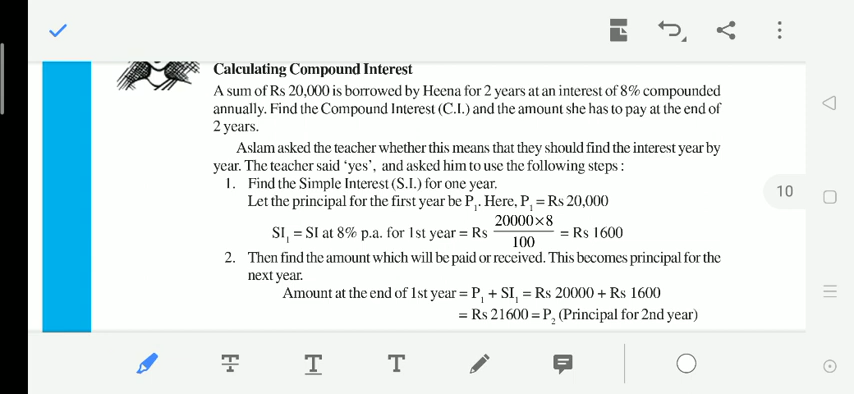 Calculating Compound Interest
A sum of Rs 20,000 is borrowed by Heena for 2 years at an interest of 8% compounded
annually. Find the Compound Interest (C.I.) and the amount she has to pay at the end of
2 years.
Aslam asked the teacher whether this means that they should find the interest year by
year. The teacher said ‘yes’, and asked him to use the following steps :
1. Find the Simple Interest (S.I.) for one year.
Let the principal for the first year be P₁. Here, P₁ = Rs 20,000
SI₁ = SI at 8% p.a. for 1st year = Rs 20000×8/100 = Rs 1600
2. Then find the amount which will be paid or received. This becomes principal for the
next year.
Amount at the end of 1st year = P₁ + SI₁ = Rs 20000 + Rs 1600
= Rs 21600 = P₂ (Principal for 2nd year)
10
T
T
T